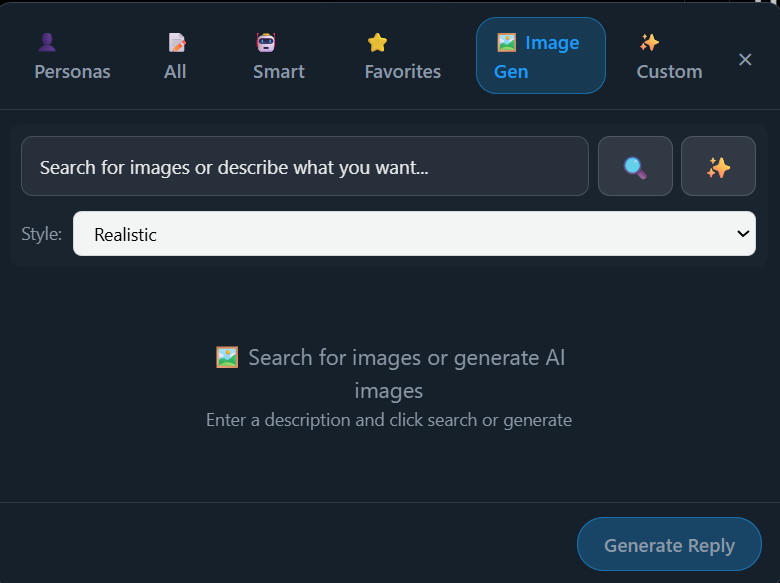 Personas
All
Smart
Favorites
Image
Gen
Custom
×
Search for images or describe what you want...
Style:
Realistic
Search for images or generate AI
images
Enter a description and click search or generate
Generate Reply